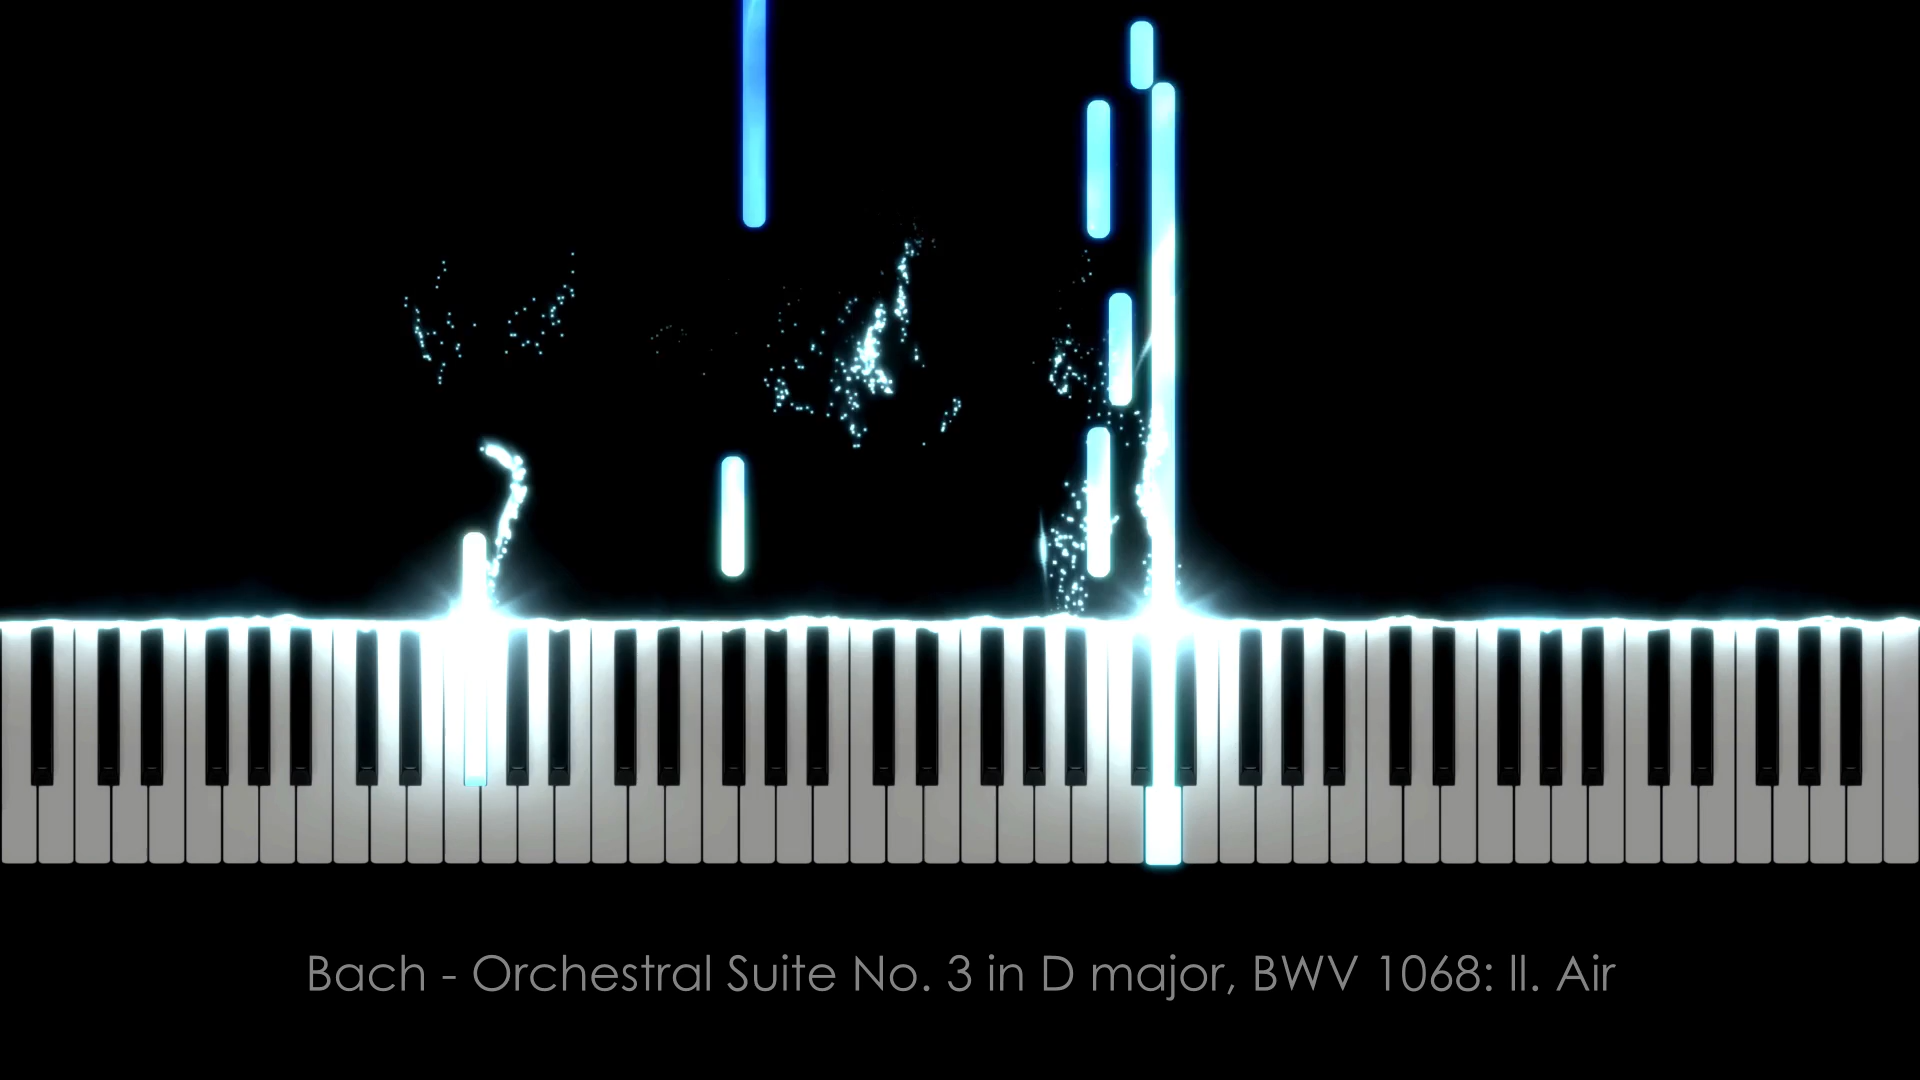 Bach - Orchestral Suite No. 3 in D major, BWV 1068: II. Air